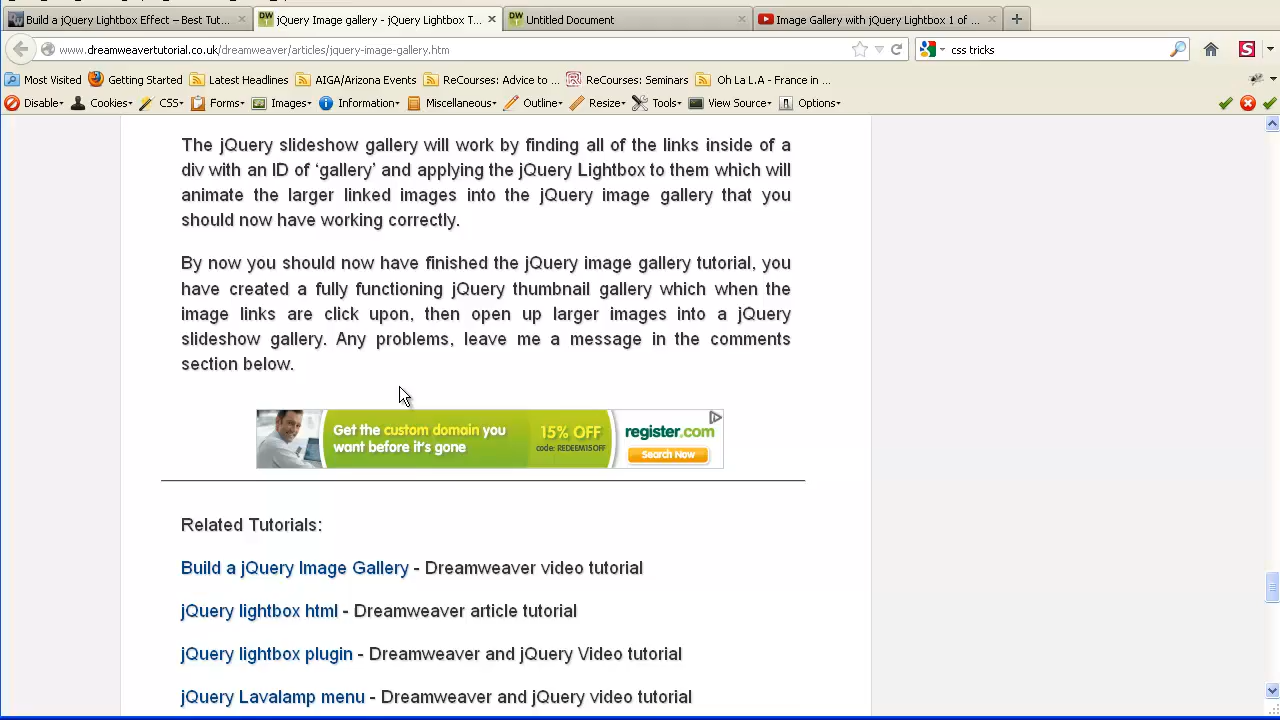 Build a jQuery Lightbox Effect – Best Tut...
jQuery Image gallery - jQuery Lightbox T...
Untitled Document
Image Gallery with jQuery Lightbox 1 of ...
www.dreamweavertutorial.co.uk/dreamweaver/articles/jquery-image-gallery.htm
css tricks
Most Visited
Getting Started
Latest Headlines
AIGA/Arizona Events
ReCourses: Advice to ...
ReCourses: Seminars
Oh La L.A - France in ...
Disable
Cookies
CSS
Forms
Images
Information
Miscellaneous
Outline
Resize
Tools
View Source
Options
The jQuery slideshow gallery will work by finding all of the links inside of a
div with an ID of ‘gallery’ and applying the jQuery Lightbox to them which will
animate the larger linked images into the jQuery image gallery that you
should now have working correctly.
By now you should now have finished the jQuery image gallery tutorial, you
have created a fully functioning jQuery thumbnail gallery which when the
image links are click upon, then open up larger images into a jQuery
slideshow gallery. Any problems, leave me a message in the comments
section below.
Get the custom domain you
want before it's gone
15% OFF
code: REDEEM15OFF
register.com
Search Now
Related Tutorials:
Build a jQuery Image Gallery - Dreamweaver video tutorial
jQuery lightbox html - Dreamweaver article tutorial
jQuery lightbox plugin - Dreamweaver and jQuery Video tutorial
jQuery Lavalamp menu - Dreamweaver and jQuery video tutorial